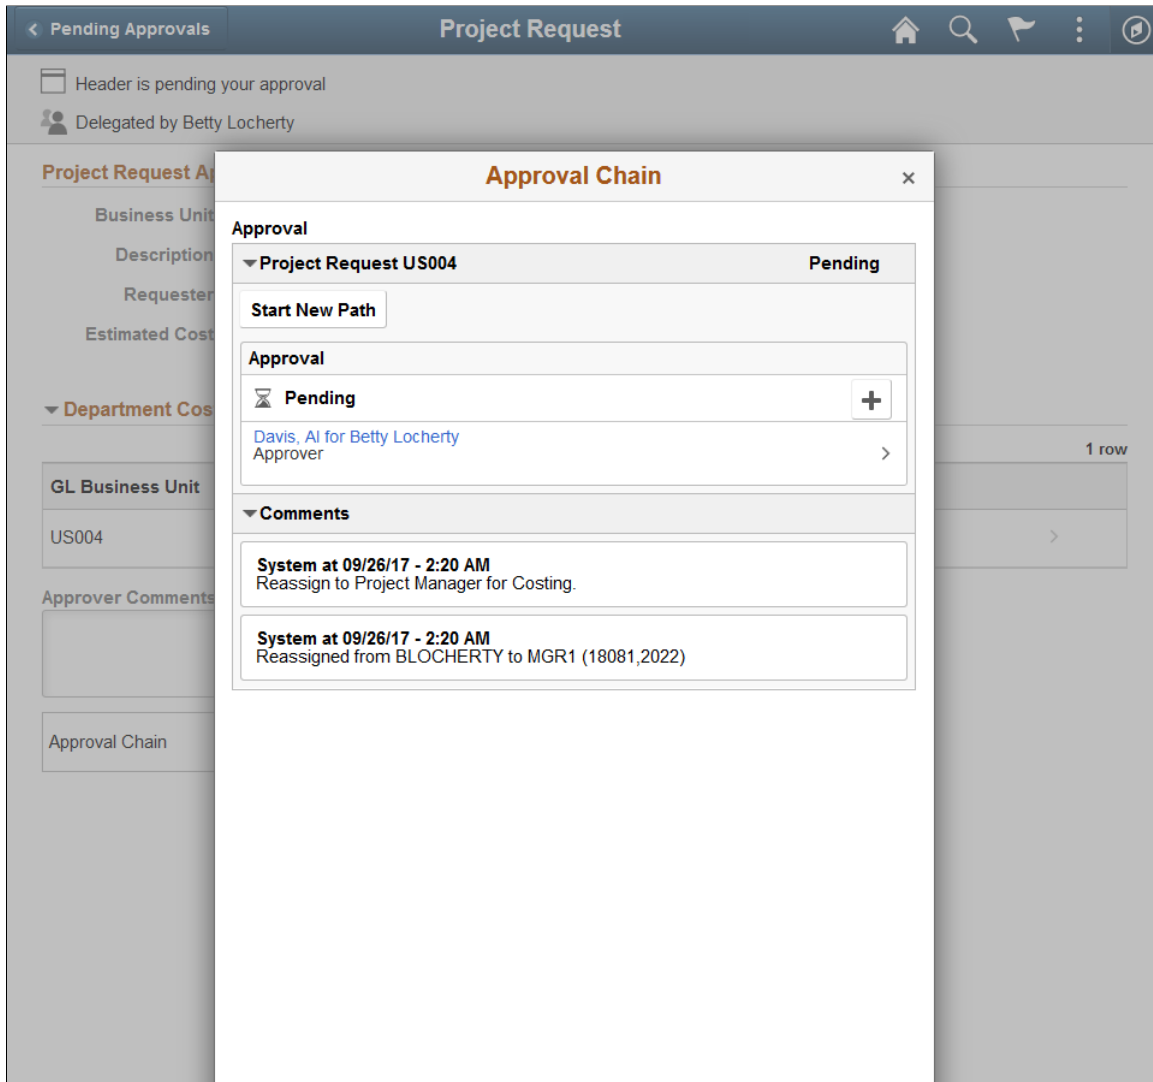 Pending Approvals
Project Request
Header is pending your approval
Delegated by Betty Locherty
Project Request Ap
Business Unit
Description
Requester
Estimated Cost
Department Cos
1 row
GL Business Unit
US004
Approver Comments
Approval Chain
Approval Chain
×
Approval
Project Request US004
Pending
Start New Path
Approval
Pending
Davis, Al for Betty Locherty
Approver
Comments
System at 09/26/17 - 2:20 AM
Reassign to Project Manager for Costing.
System at 09/26/17 - 2:20 AM
Reassigned from BLOCHERTY to MGR1 (18081,2022)